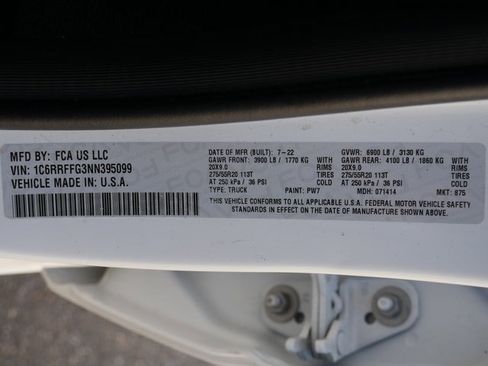 MFD BY: FCA US LLC
VIN: 1C6RRFFG3NN395099
VEHICLE MADE IN: U.S.A.
DATE OF MFR (BUILT): 7-22 GVWR: 6900 LB / 3130 KG
GAWR FRONT: 3900 LB / 1770 KG GAWR REAR: 4100 LB / 1860 KG
20X9.0 RIMS 20X9.0 RIMS
275/55R20 113T TIRES 275/55R20 113T TIRES
AT 250 kPa / 36 PSI COLD AT 250 kPa / 36 PSI COLD
TYPE: TRUCK PAINT: PW7 MDH: 071414 MKT: 875
THIS VEHICLE CONFORMS TO ALL APPLICABLE U.S.A. FEDERAL MOTOR VEHICLE SAFETY
STANDARDS IN EFFECT ON THE DATE OF MANUFACTURE SHOWN ABOVE.